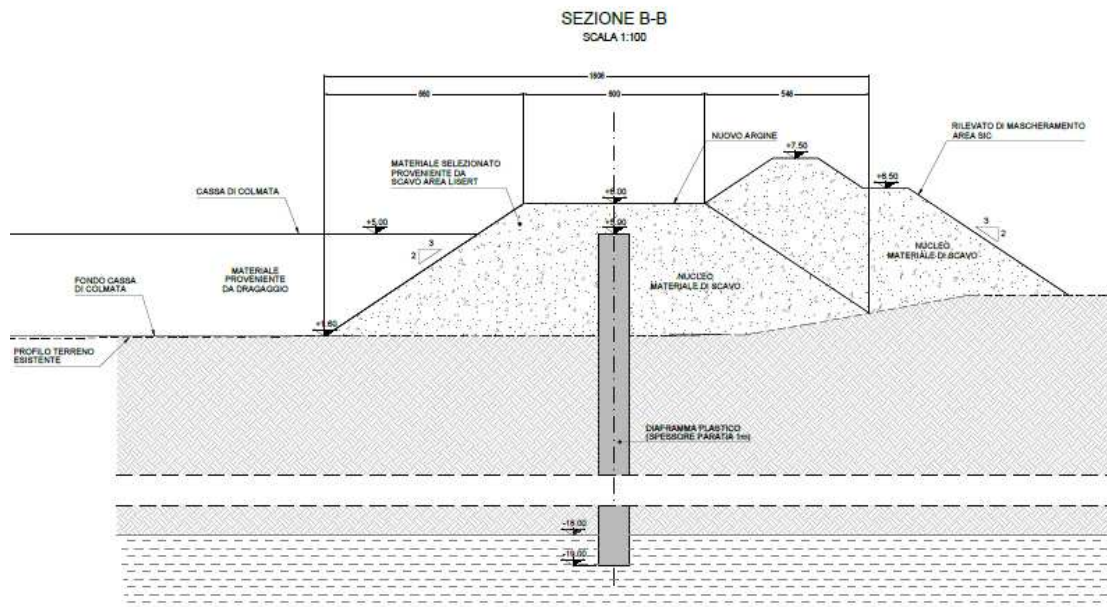 SEZIONE B-B
SCALA 1:100
1806
660
600
546
NUOVO ARGINE
RILEVATO DI MASCHERAMENTO
AREA SIC
+7.50
MATERIALE SELEZIONATO
PROVENIENTE DA
SCAVO AREA LISERT
CASSA DI COLMATA
+6.50
+6.00
+5.00
3
2
3
2
NUCLEO
MATERIALE DI SCAVO
MATERIALE
PROVENIENTE
DA DRAGAGGIO
NUCLEO
MATERIALE DI SCAVO
FONDO CASSA
DI COLMATA
+1.60
PROFILO TERRENO
ESISTENTE
DIAFRAMMA PLASTICO
(SPESSORE PARATIA 1m)
-18.00
-19.00